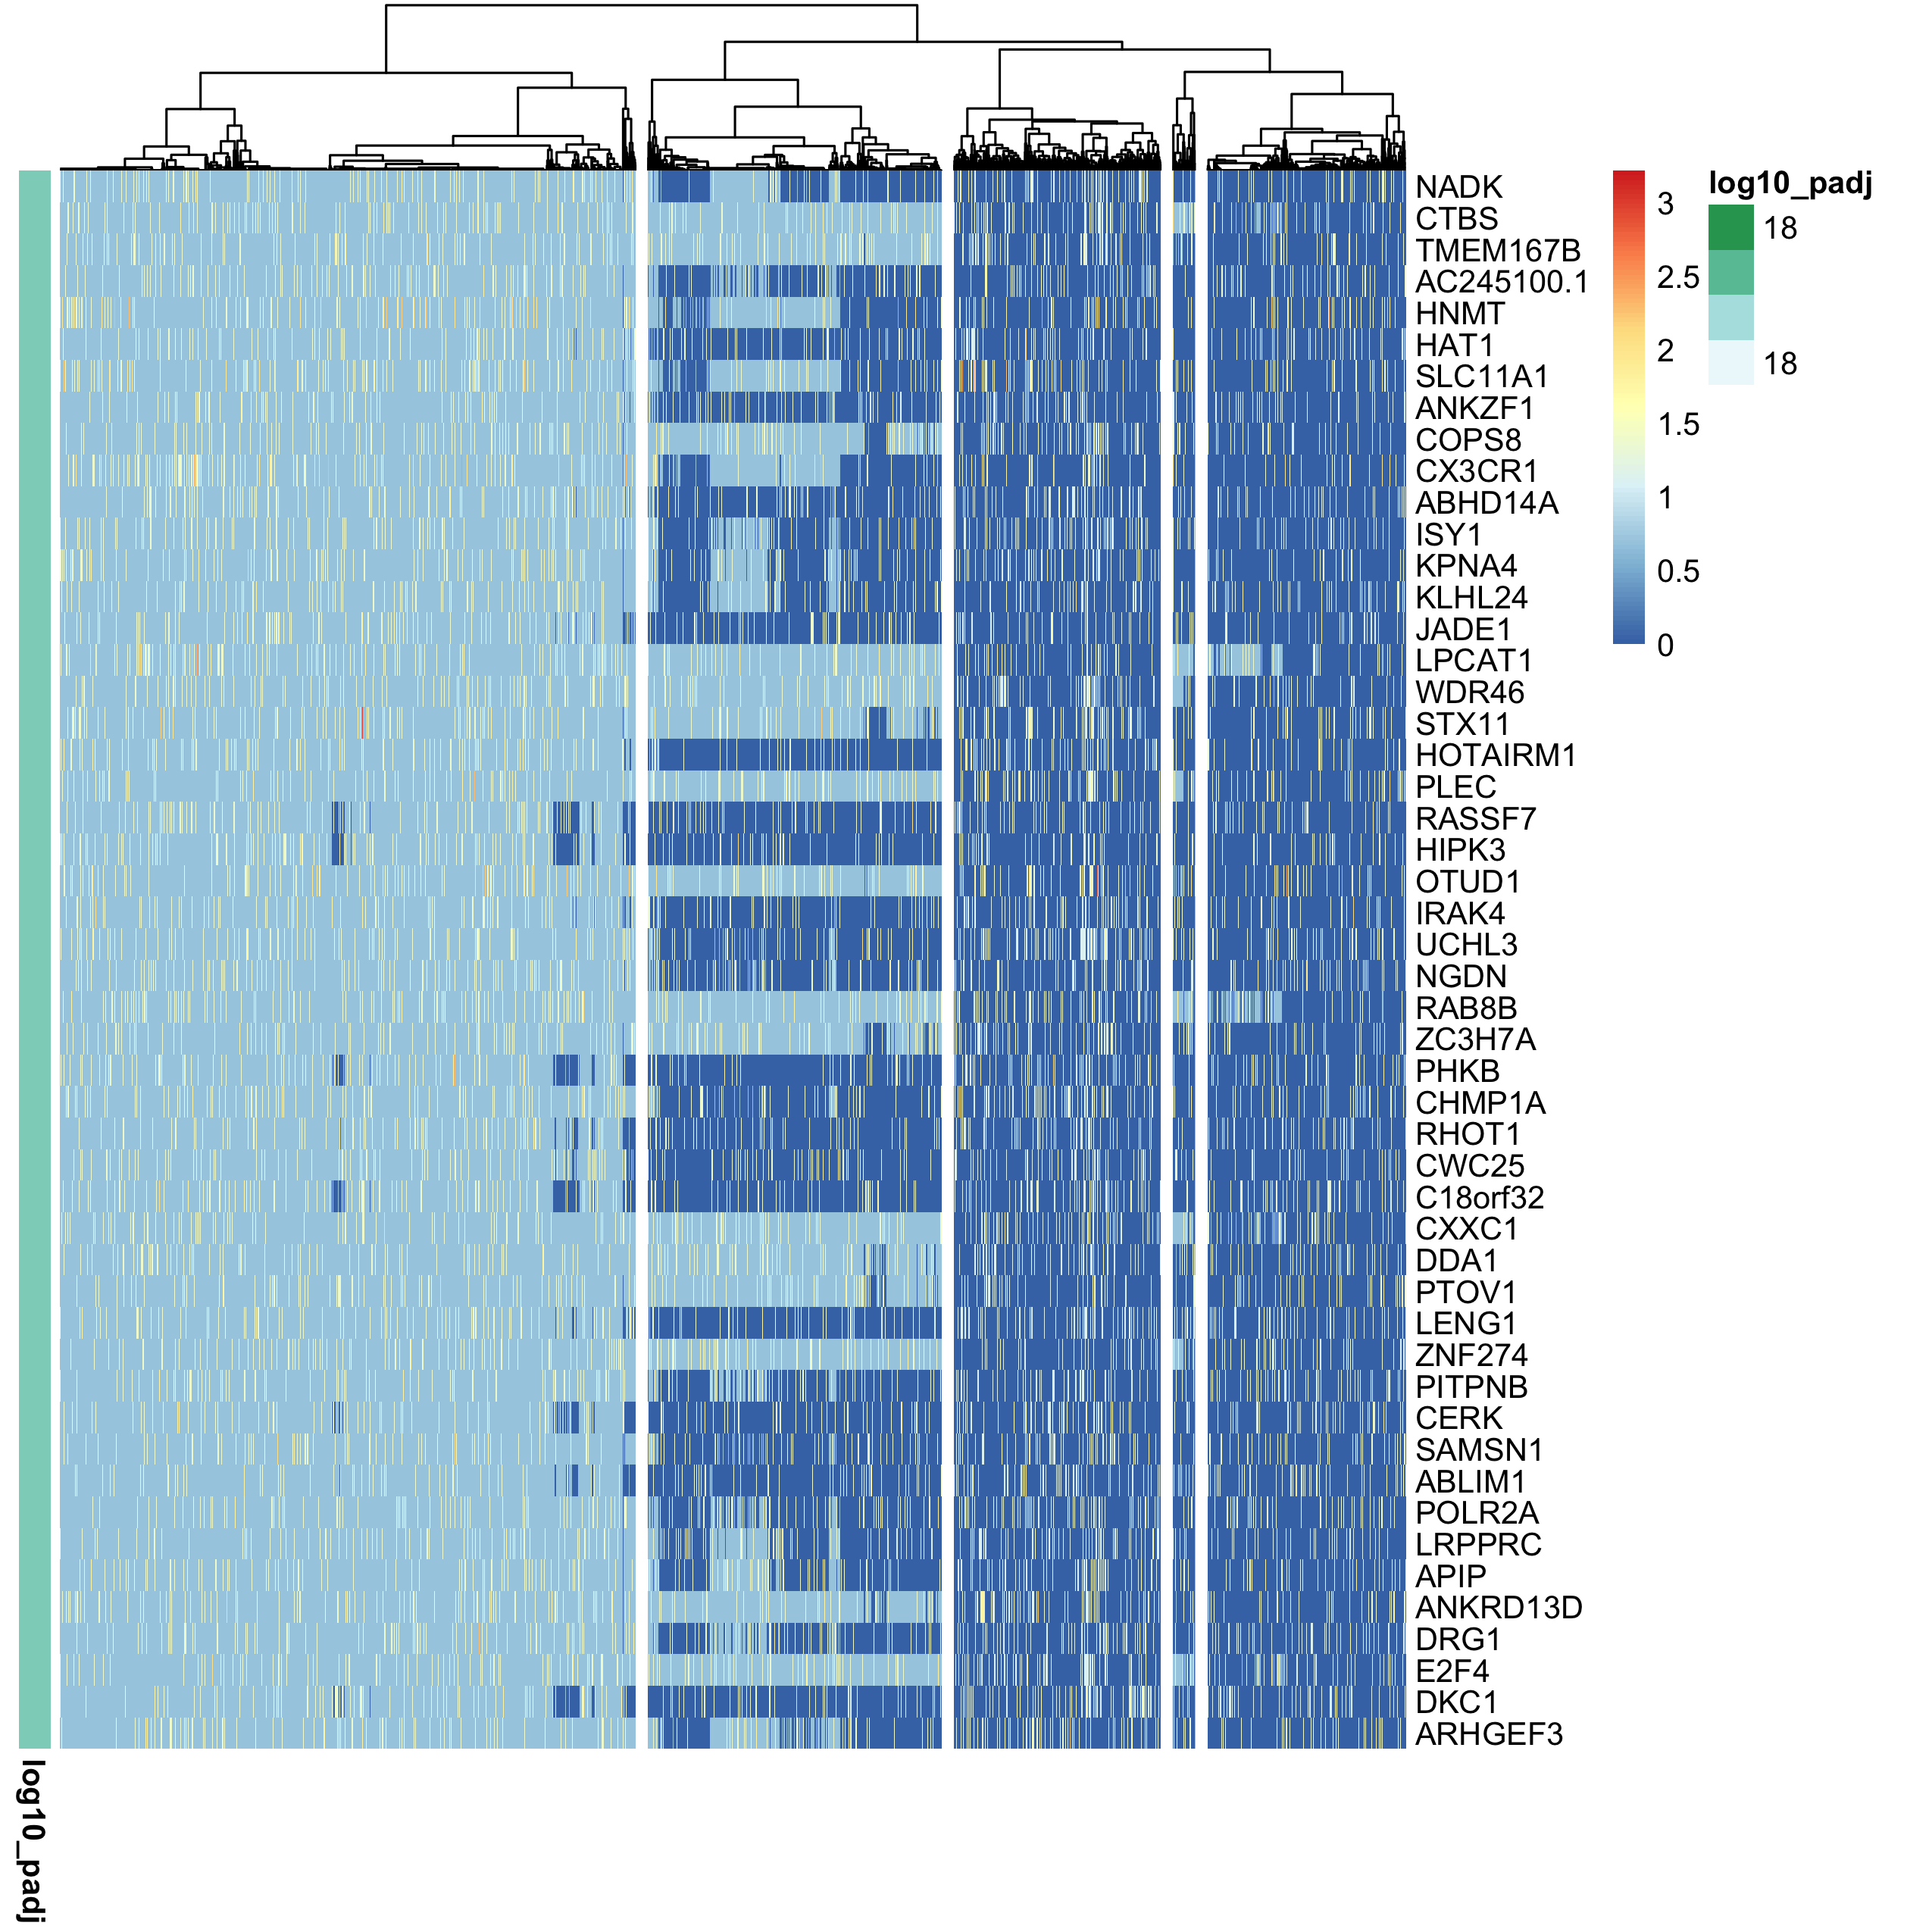 NADK
CTBS
TMEM167B
AC245100.1
HNMT
HAT1
SLC11A1
ANKZF1
COPS8
CX3CR1
ABHD14A
ISY1
KPNA4
KLHL24
JADE1
LPCAT1
WDR46
STX11
HOTAIRM1
PLEC
RASSF7
HIPK3
OTUD1
IRAK4
UCHL3
NGDN
RAB8B
ZC3H7A
PHKB
CHMP1A
RHOT1
CWC25
C18orf32
CXXC1
DDA1
PTOV1
LENG1
ZNF274
PITPNB
CERK
SAMSN1
ABLIM1
POLR2A
LRPPRC
APIP
ANKRD13D
DRG1
E2F4
DKC1
ARHGEF3
3
2.5
2
1.5
1
0.5
0
log10_padj
18
18
log10_padj